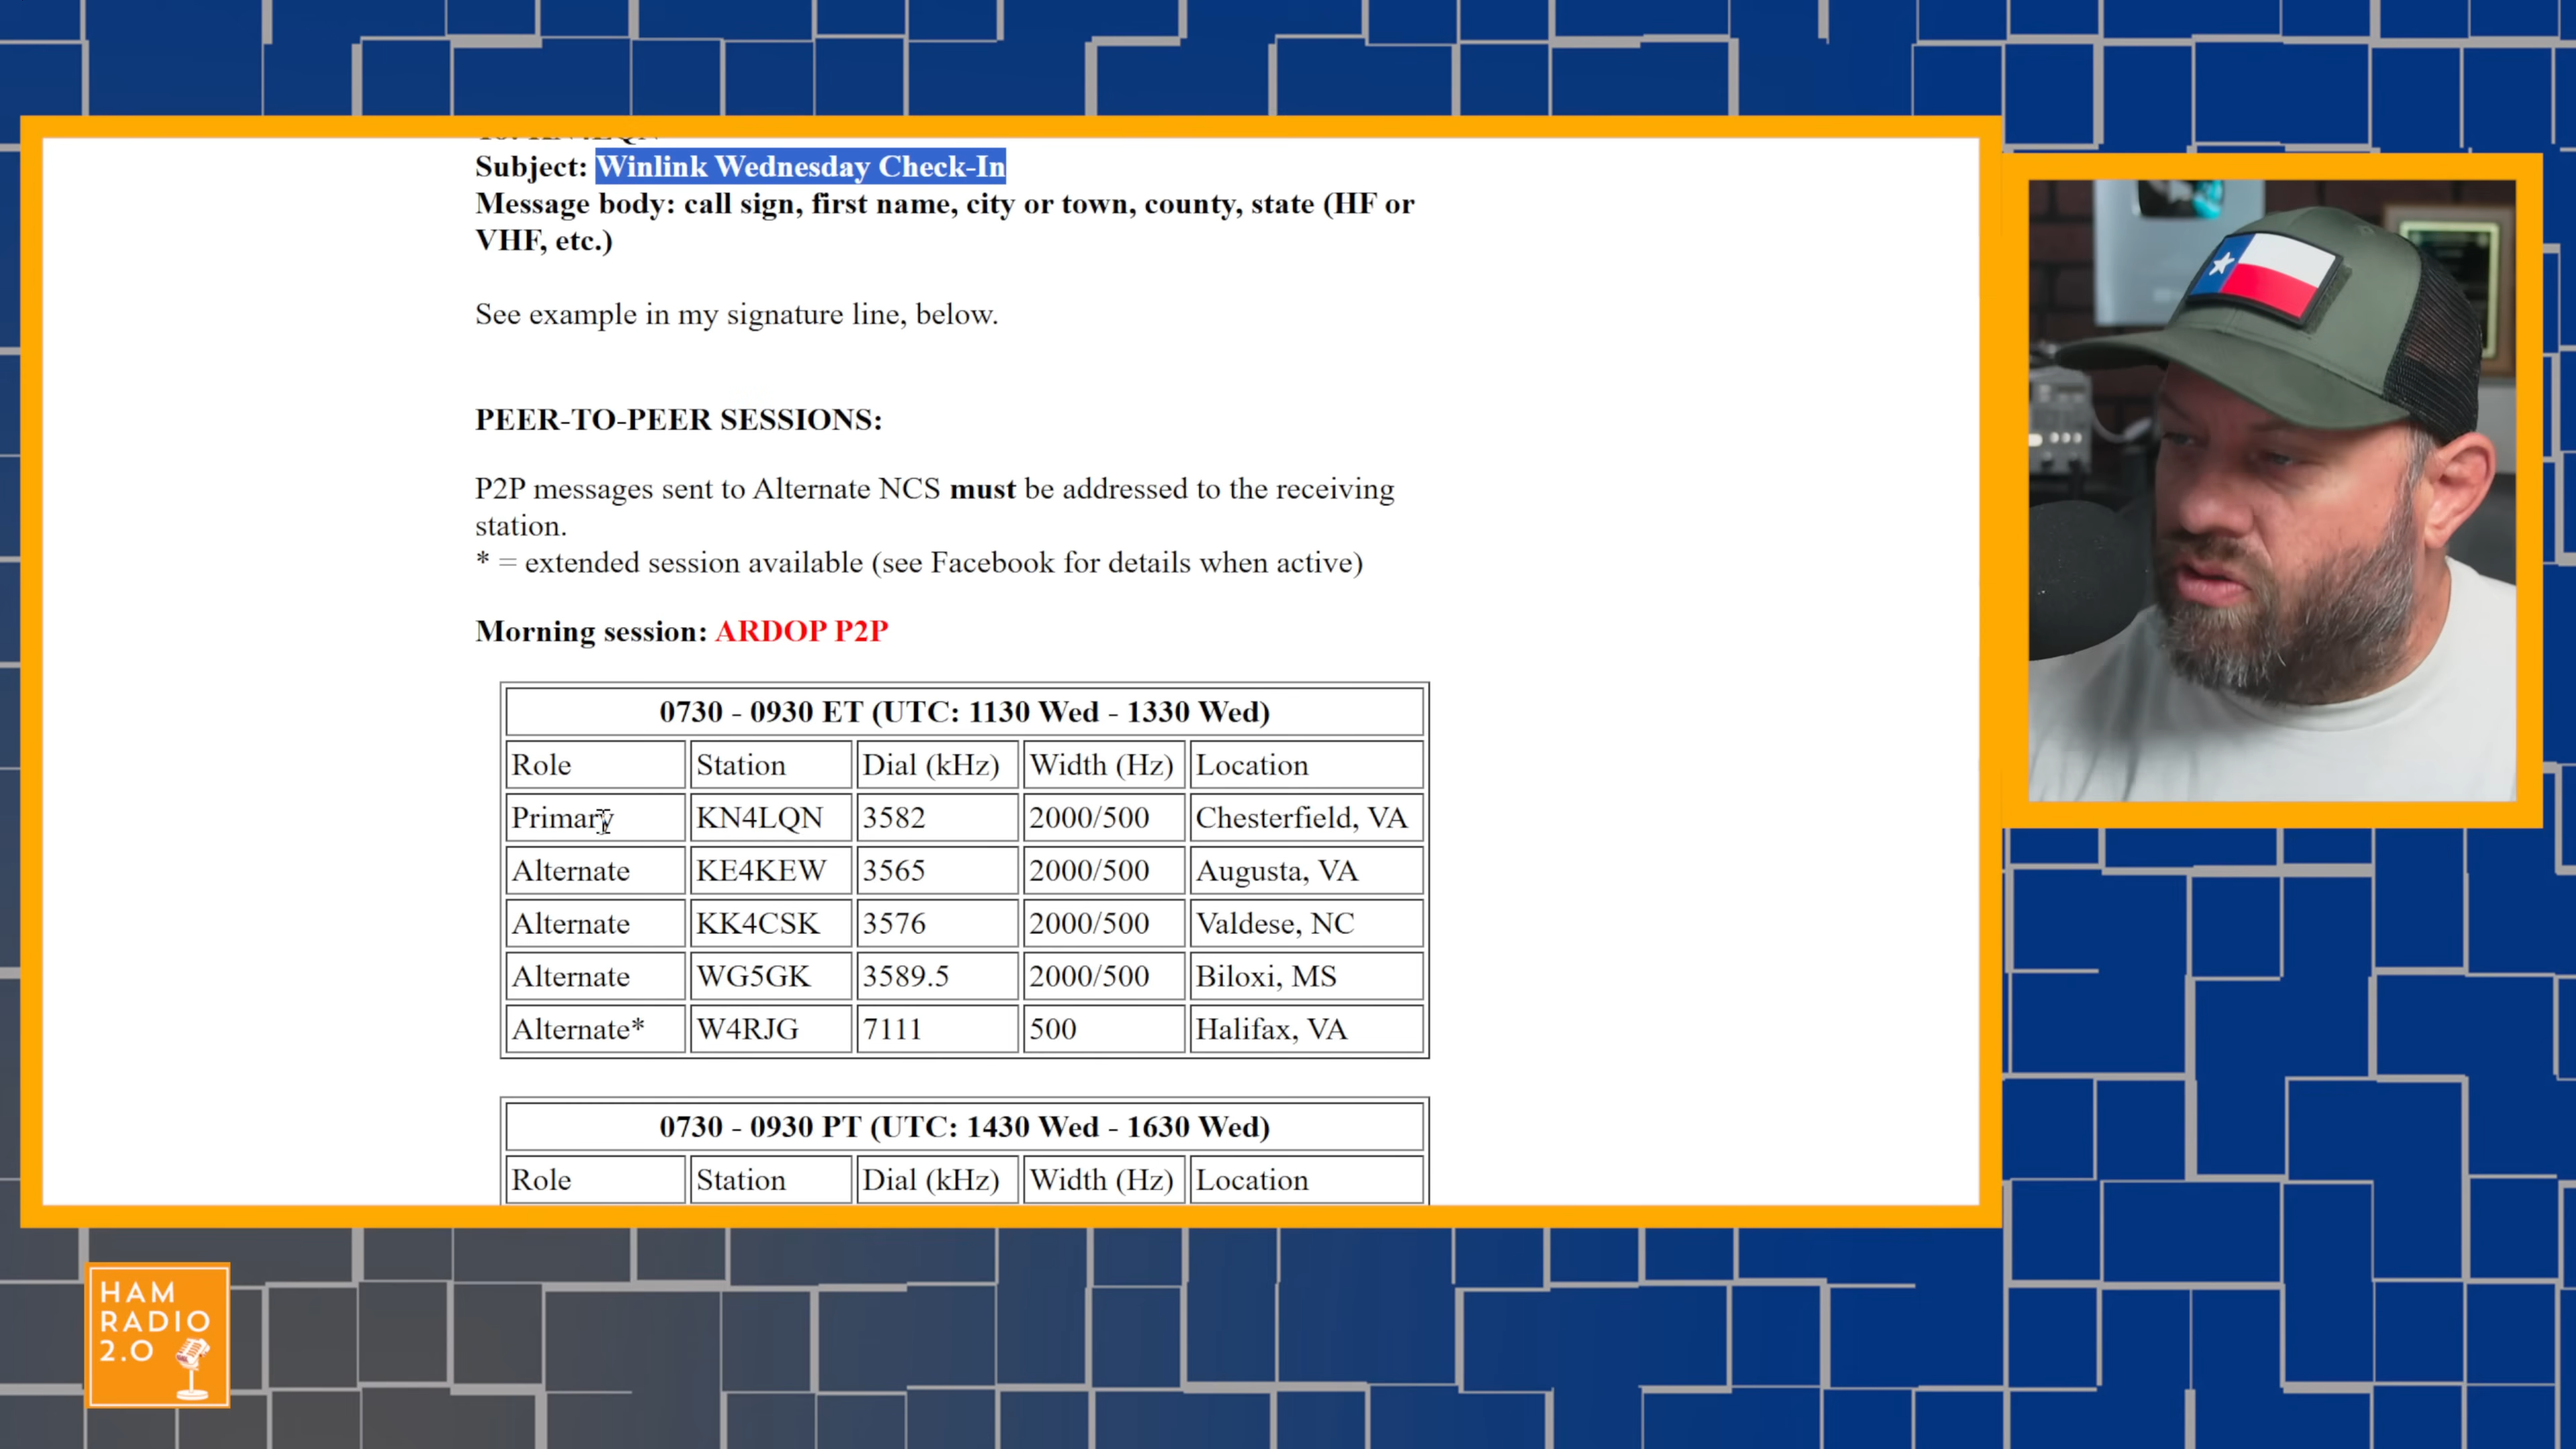 Subject: Winlink Wednesday Check-In
Message body: call sign, first name, city or town, county, state (HF or
VHF, etc.)
See example in my signature line, below.
PEER-TO-PEER SESSIONS:
P2P messages sent to Alternate NCS must be addressed to the receiving
station.
* = extended session available (see Facebook for details when active)
Morning session: ARDOP P2P
0730 - 0930 ET (UTC: 1130 Wed - 1330 Wed)
Role Station Dial (kHz) Width (Hz) Location
Primary KN4LQN 3582 2000/500 Chesterfield, VA
Alternate KE4KEW 3565 2000/500 Augusta, VA
Alternate KK4CSK 3576 2000/500 Valdese, NC
Alternate WG5GK 3589.5 2000/500 Biloxi, MS
Alternate* W4RJG 7111 500 Halifax, VA
0730 - 0930 PT (UTC: 1430 Wed - 1630 Wed)
Role Station Dial (kHz) Width (Hz) Location
HAM
RADIO
2.0